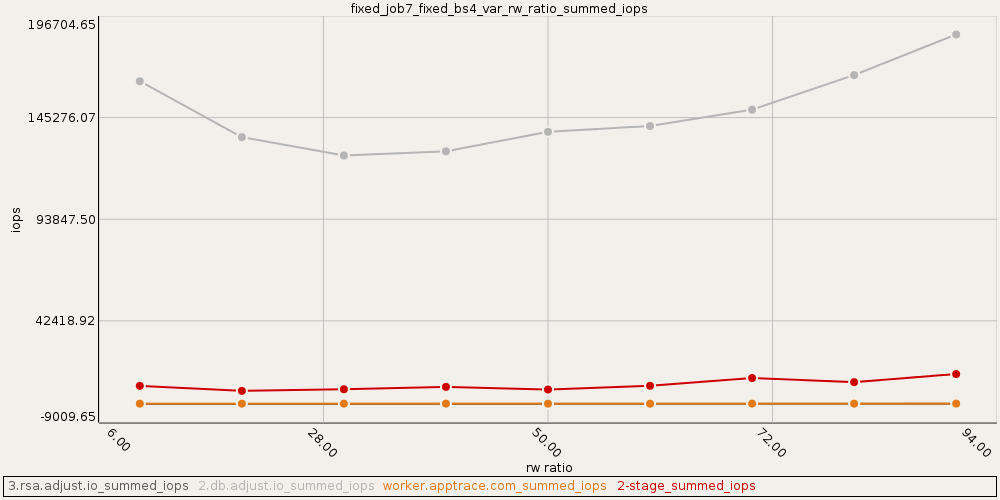 fixed_job7_fixed_bs4_var_rw_ratio_summed_iops
196704.65
145276.07
93847.50
42418.92
-9009.65
iops
6.00 28.00 50.00 72.00 94.00
rw ratio
3.rsa.adjust.io_summed_iops 2.db.adjust.io_summed_iops worker.apptrace.com_summed_iops 2-stage_summed_iops